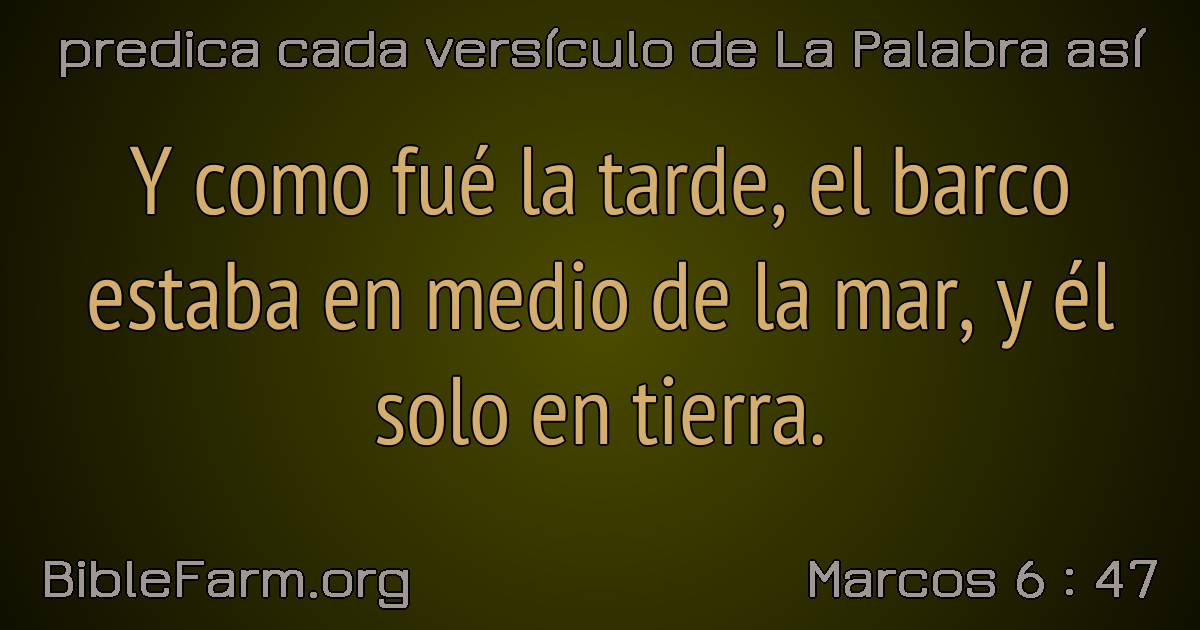 predica cada versículo de La Palabra así
Y como fué la tarde, el barco
estaba en medio de la mar, y él
solo en tierra.
BibleFarm.org
Marcos 6 : 47